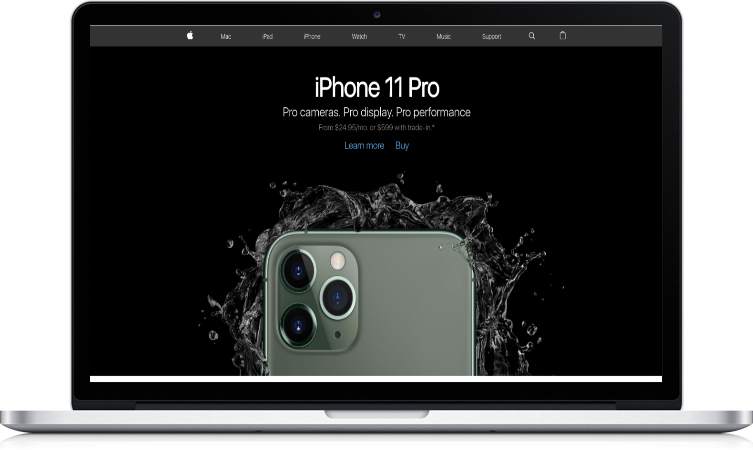 Mac iPad iPhone Watch TV Music Support
iPhone 11 Pro
Pro cameras. Pro display. Pro performance
From $24.95/mo. or $599 with trade-in.*
Learn more Buy